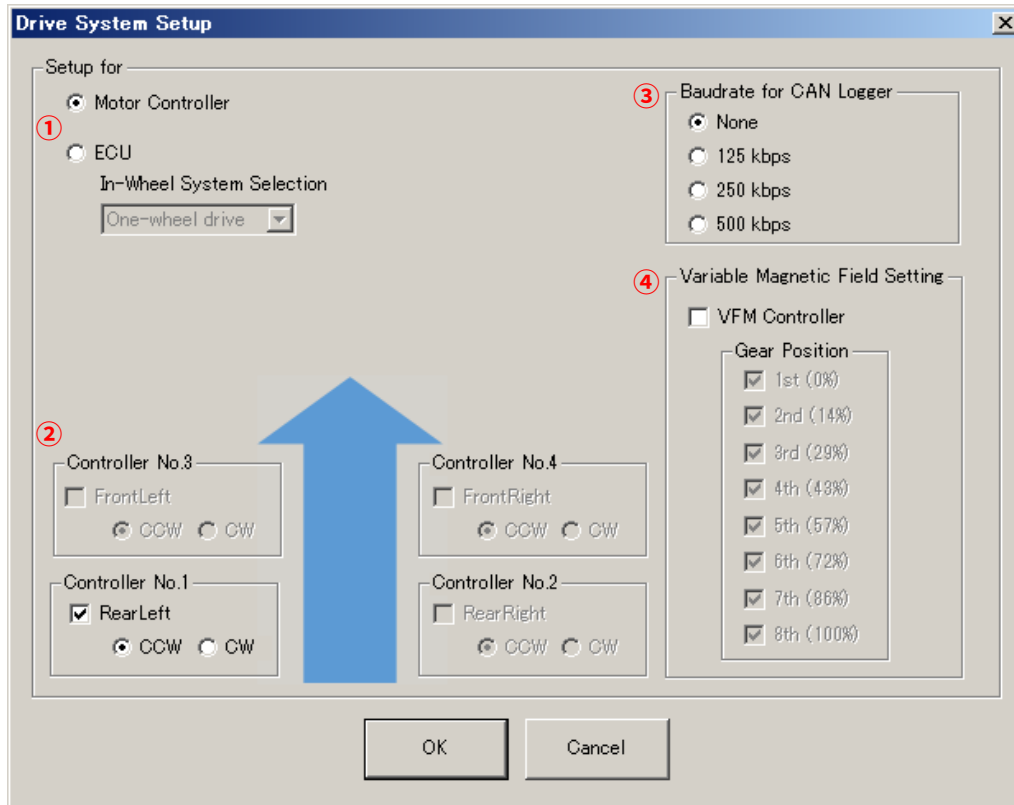 Drive System Setup
Setup for
Motor Controller
①
ECU
In-Wheel System Selection
One-wheel drive
③
Baudrate for CAN Logger
None
125 kbps
250 kbps
500 kbps
④
Variable Magnetic Field Setting
VFM Controller
Gear Position
1st (0%)
2nd (14%)
3rd (29%)
4th (43%)
5th (57%)
6th (72%)
7th (86%)
8th (100%)
②
Controller No.3
FrontLeft
CCW CW
Controller No.4
FrontRight
CCW CW
Controller No.1
RearLeft
CCW CW
Controller No.2
RearRight
CCW CW
OK
Cancel